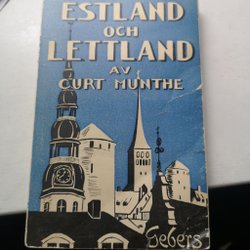 ESTLAND
OCH
LETTLAND
AV
CURT MUNTHE
Gebers